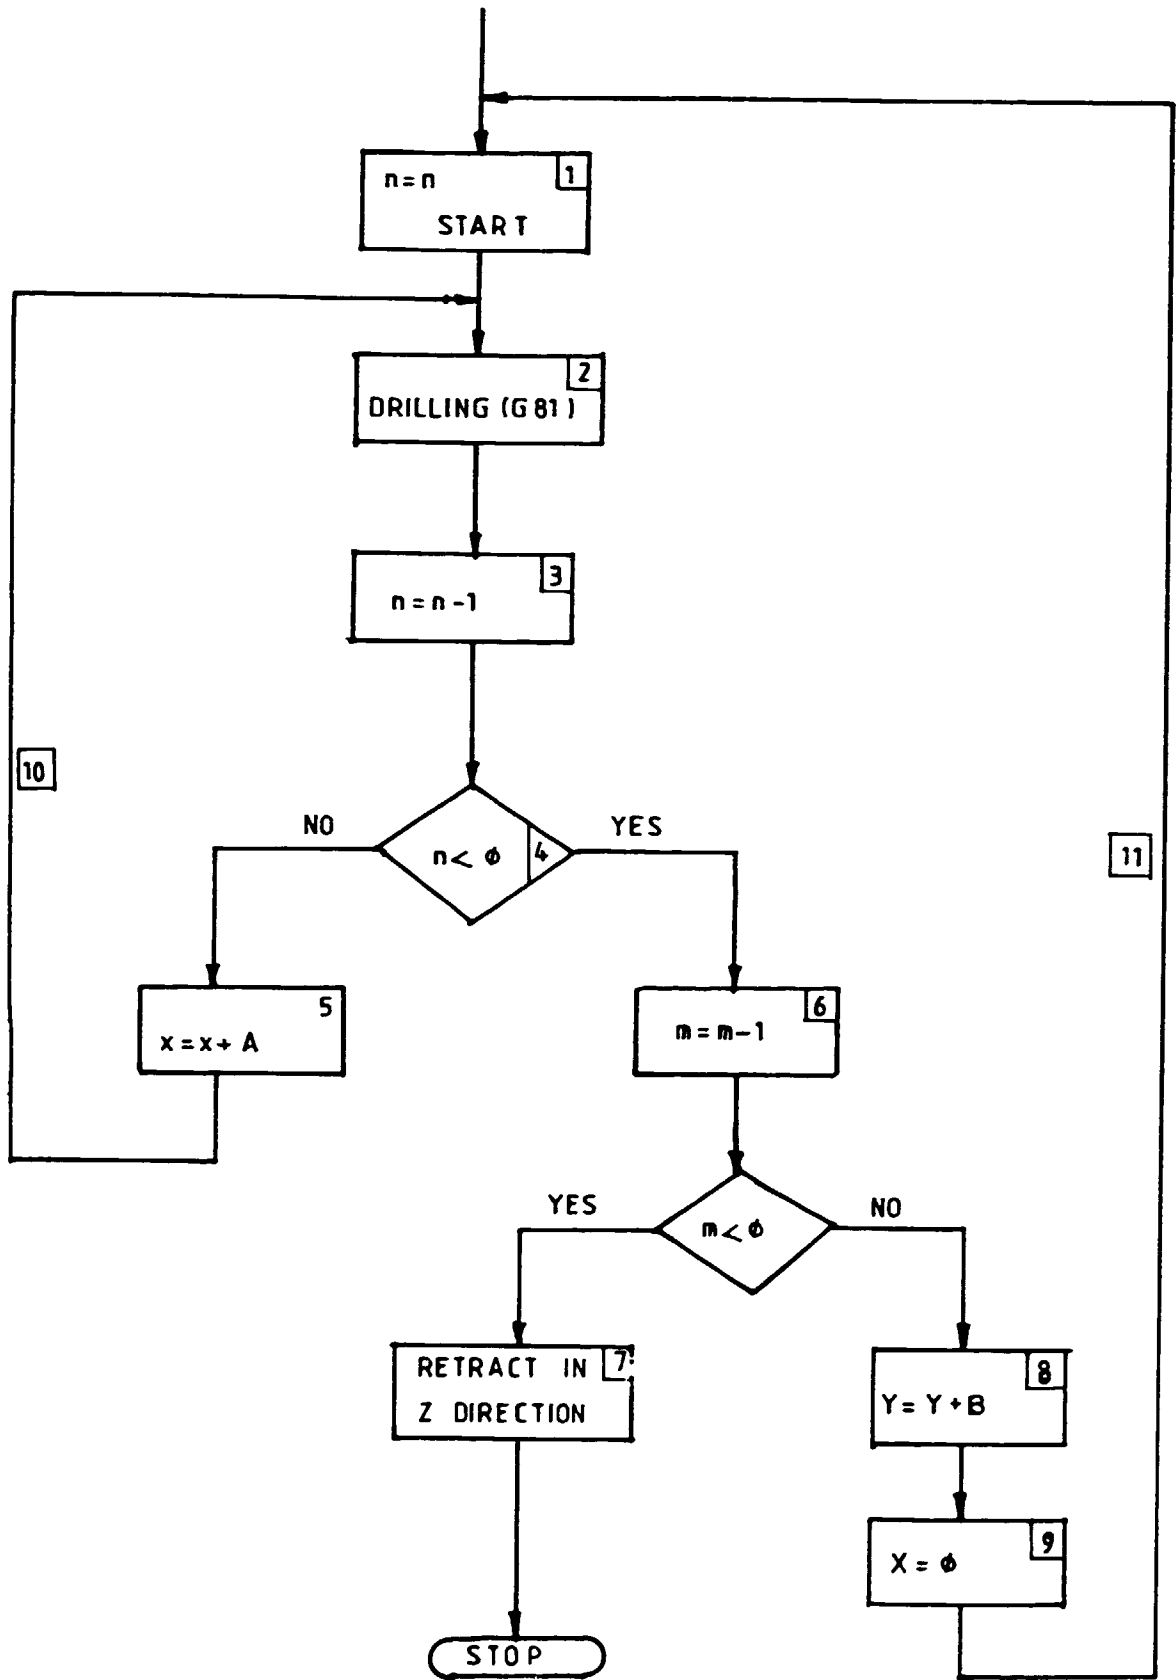 n=n
1
START
2
DRILLING (G81)
3
n=n-1
10
NO
YES
n< ø
4
11
5
x=x+A
6
m=m-1
YES
NO
m<ø
RETRACT IN
7
Z DIRECTION
8
Y=Y+B
9
X=ø
STOP